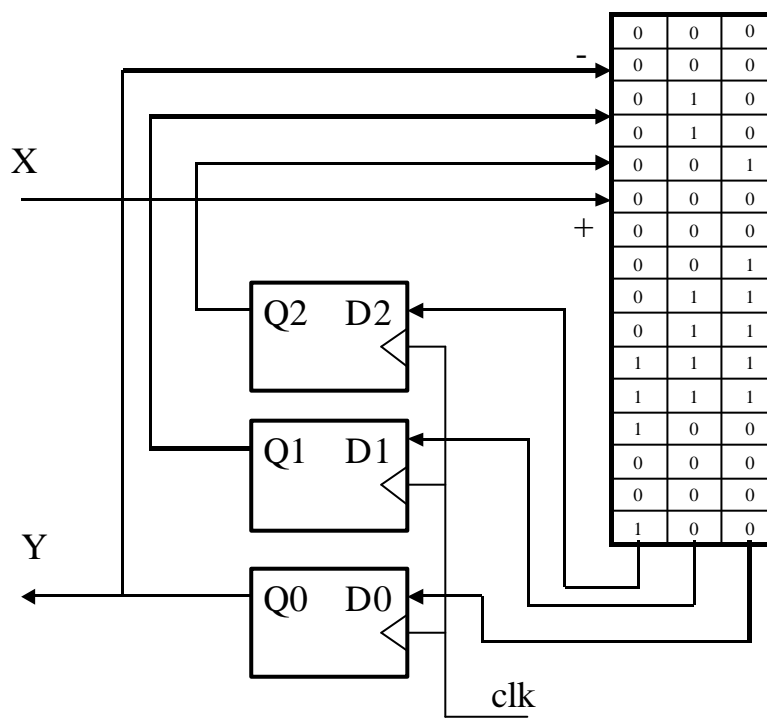 0 0 0
- 0 0 0
0 1 0
0 1 0
X 0 0 1
0 0 0
+ 0 0 0
0 0 1
Q2 D2 0 1 1
0 1 1
1 1 1
1 1 1
Q1 D1 1 0 0
0 0 0
0 0 0
Y 1 0 0
Q0 D0
clk